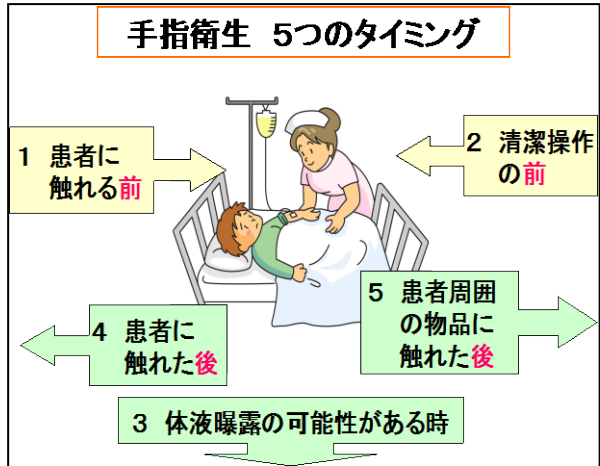 手指衛生 5つのタイミング
1 患者に
触れる前
2 清潔操作
の前
3 体液曝露の可能性がある時
4 患者に
触れた後
5 患者周囲
の物品に
触れた後